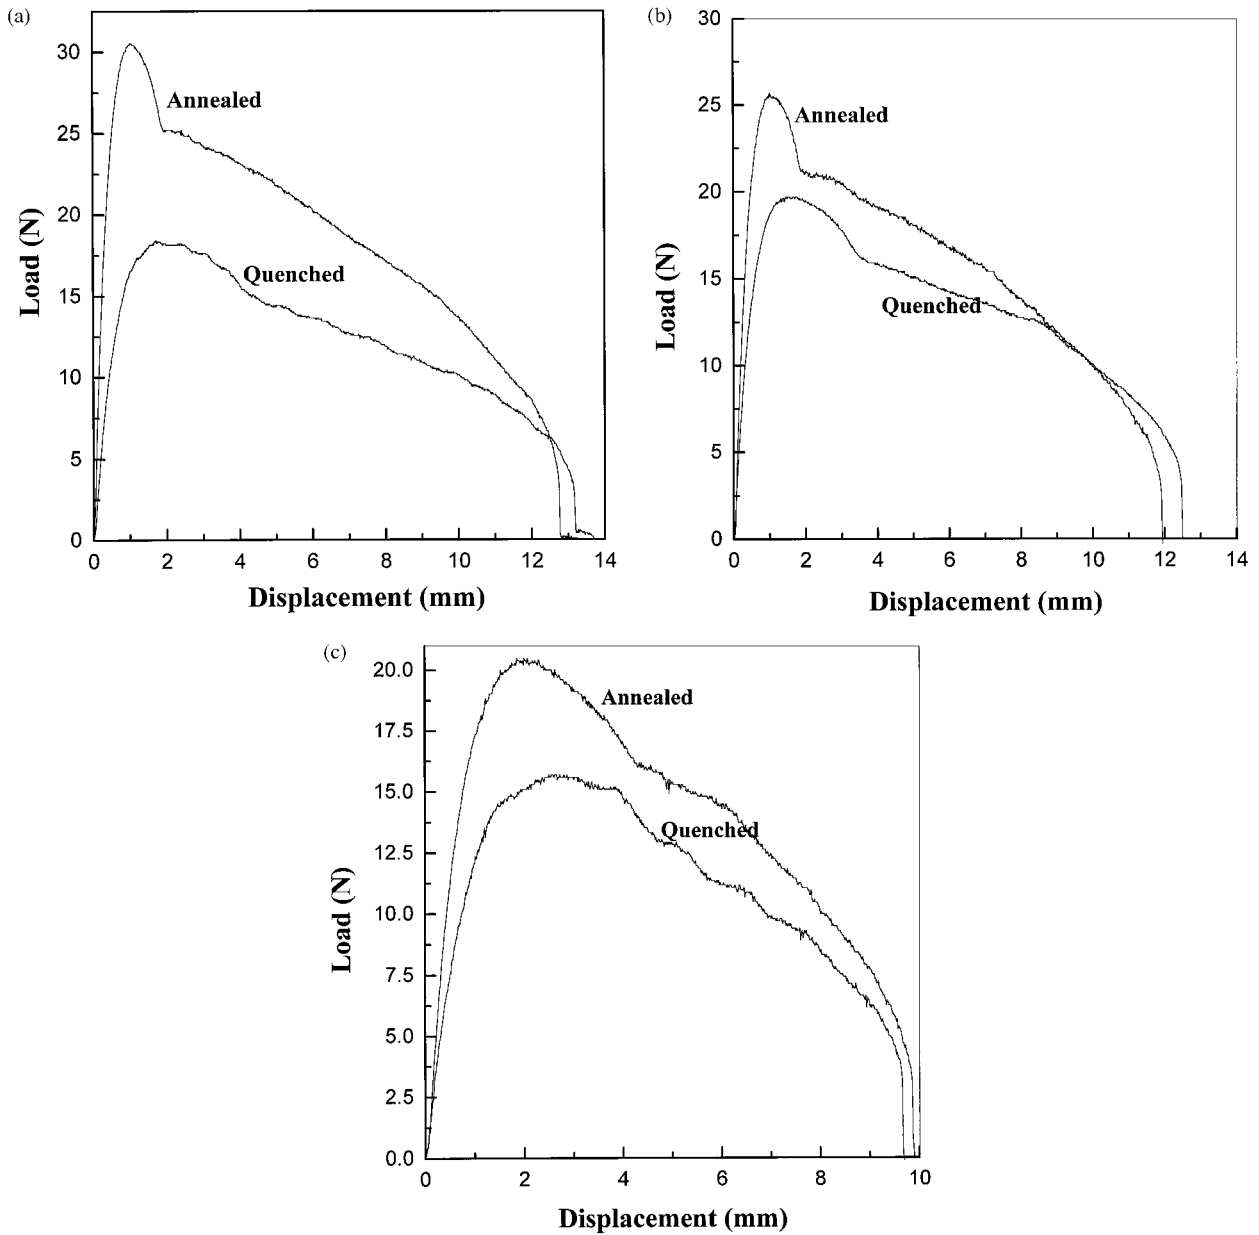 (a)
30
25
20
15
10
5
0
Load (N)
Annealed
Quenched
0 2 4 6 8 10 12 14
Displacement (mm)
(b)
30
25
20
15
10
5
0
Load (N)
Annealed
Quenched
0 2 4 6 8 10 12 14
Displacement (mm)
(c)
20.0
17.5
15.0
12.5
10.0
7.5
5.0
2.5
0.0
Load (N)
Annealed
Quenched
0 2 4 6 8 10
Displacement (mm)